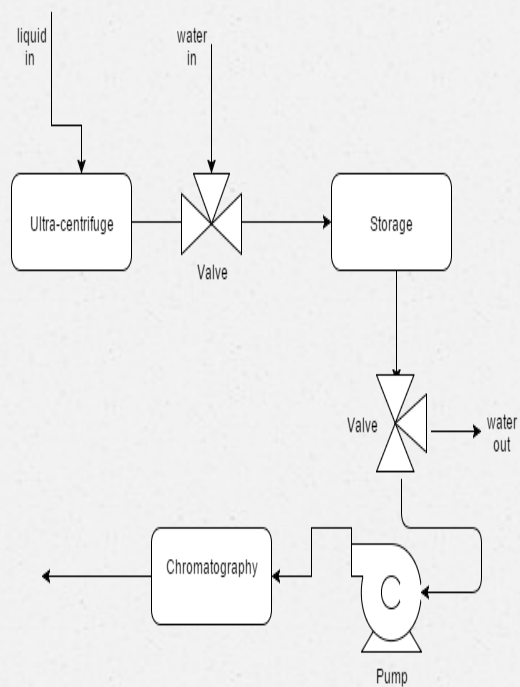 liquid
in
water
in
Ultra-centrifuge
Valve
Storage
Valve
water
out
Chromatography
Pump